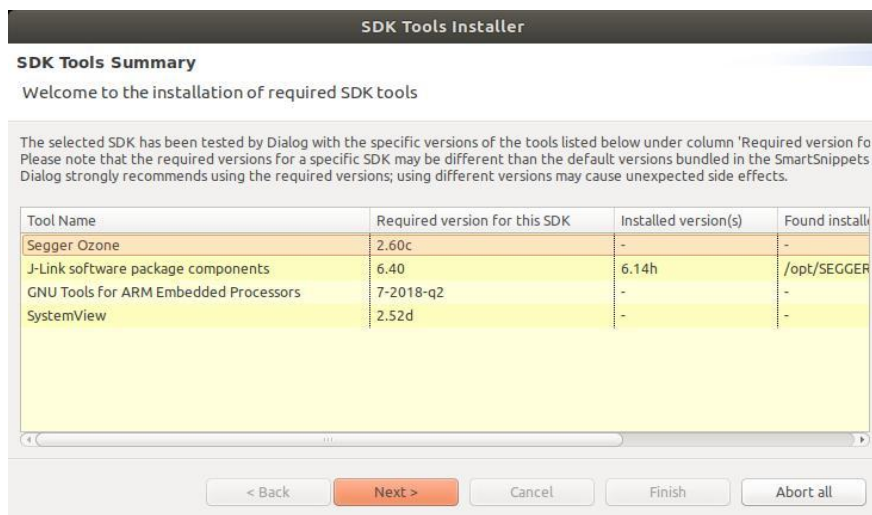 SDK Tools Installer
SDK Tools Summary
Welcome to the installation of required SDK tools
The selected SDK has been tested by Dialog with the specific versions of the tools listed below under column 'Required version fo
Please note that the required versions for a specific SDK may be different than the default versions bundled in the SmartSnippets
Dialog strongly recommends using the required versions; using different versions may cause unexpected side effects.
Tool Name Required version for this SDK Installed version(s) Found installe
Segger Ozone 2.60c - -
J-Link software package components 6.40 6.14h /opt/SEGGER
GNU Tools for ARM Embedded Processors 7-2018-q2 - -
SystemView 2.52d - -
< Back Next > Cancel Finish Abort all